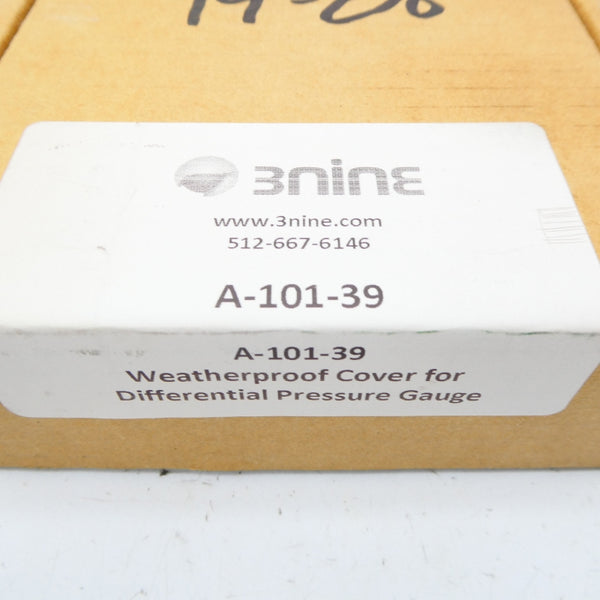 3nine
www.3nine.com
512-667-6146
A-101-39
A-101-39
Weatherproof Cover for
Differential Pressure Gauge